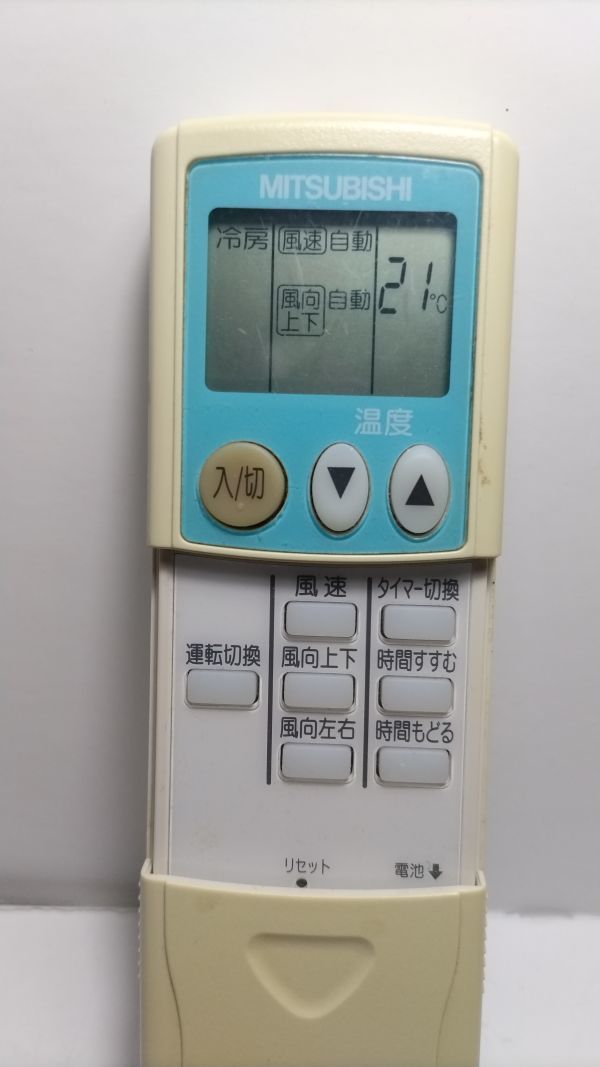 MITSUBISHI
冷房 風速 自動
21℃
風向 自動
上下
温度
入/切 ▼ ▲
風速 タイマー切換
運転切換 風向上下 時間すすむ
風向左右 時間もどる
リセット 電池